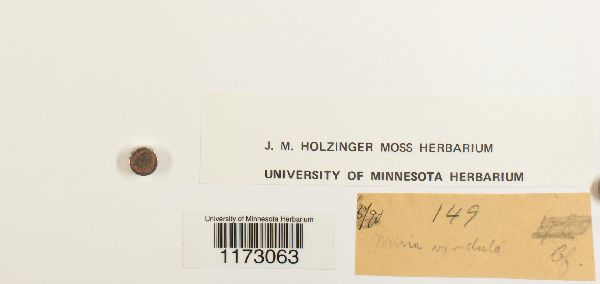 J. M. HOLZINGER MOSS HERBARIUM
UNIVERSITY OF MINNESOTA HERBARIUM
University of Minnesota Herbarium
1173063
149